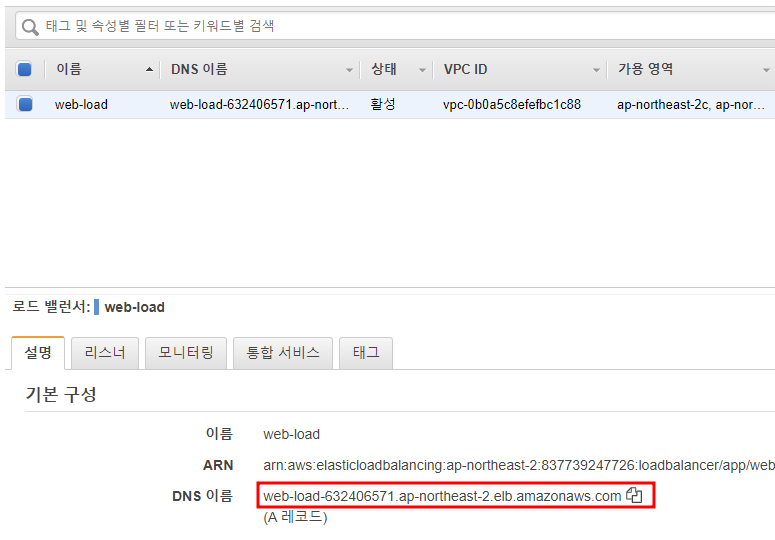 태그 및 속성별 필터 또는 키워드별 검색
이름 DNS 이름 상태 VPC ID 가용 영역
web-load web-load-632406571.ap-nort... 활성 vpc-0b0a5c8efefbc1c88 ap-northeast-2c, ap-nor...
로드 밸런서: web-load
설명 리스너 모니터링 통합 서비스 태그
기본 구성
이름 web-load
ARN arn:aws:elasticloadbalancing:ap-northeast-2:837739247726:loadbalancer/app/web
DNS 이름 web-load-632406571.ap-northeast-2.elb.amazonaws.com
(A 레코드)